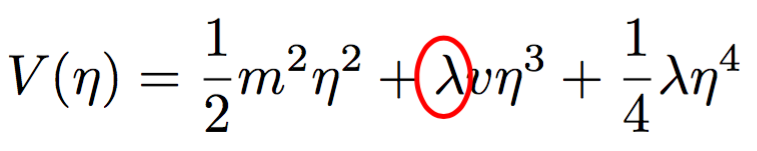 V(η) = 1/2 m²η² + λvη³ + 1/4 λη⁴